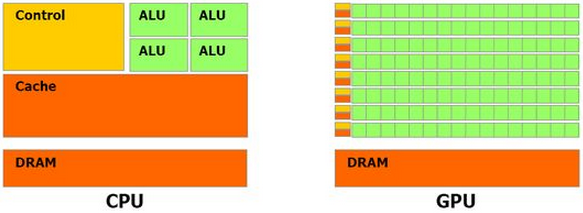 Control
ALU ALU
ALU ALU
Cache
DRAM
CPU
DRAM
GPU